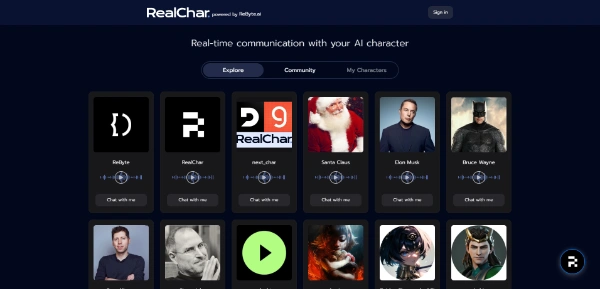 RealChar. powered by ReByte.ai
Sign in
Real-time communication with your AI character
Explore Community My Characters
D 9
RealChar.
ReByte RealChar next_char Santa Claus Elon Musk Bruce Wayne
Chat with me Chat with me Chat with me Chat with me Chat with me Chat with me